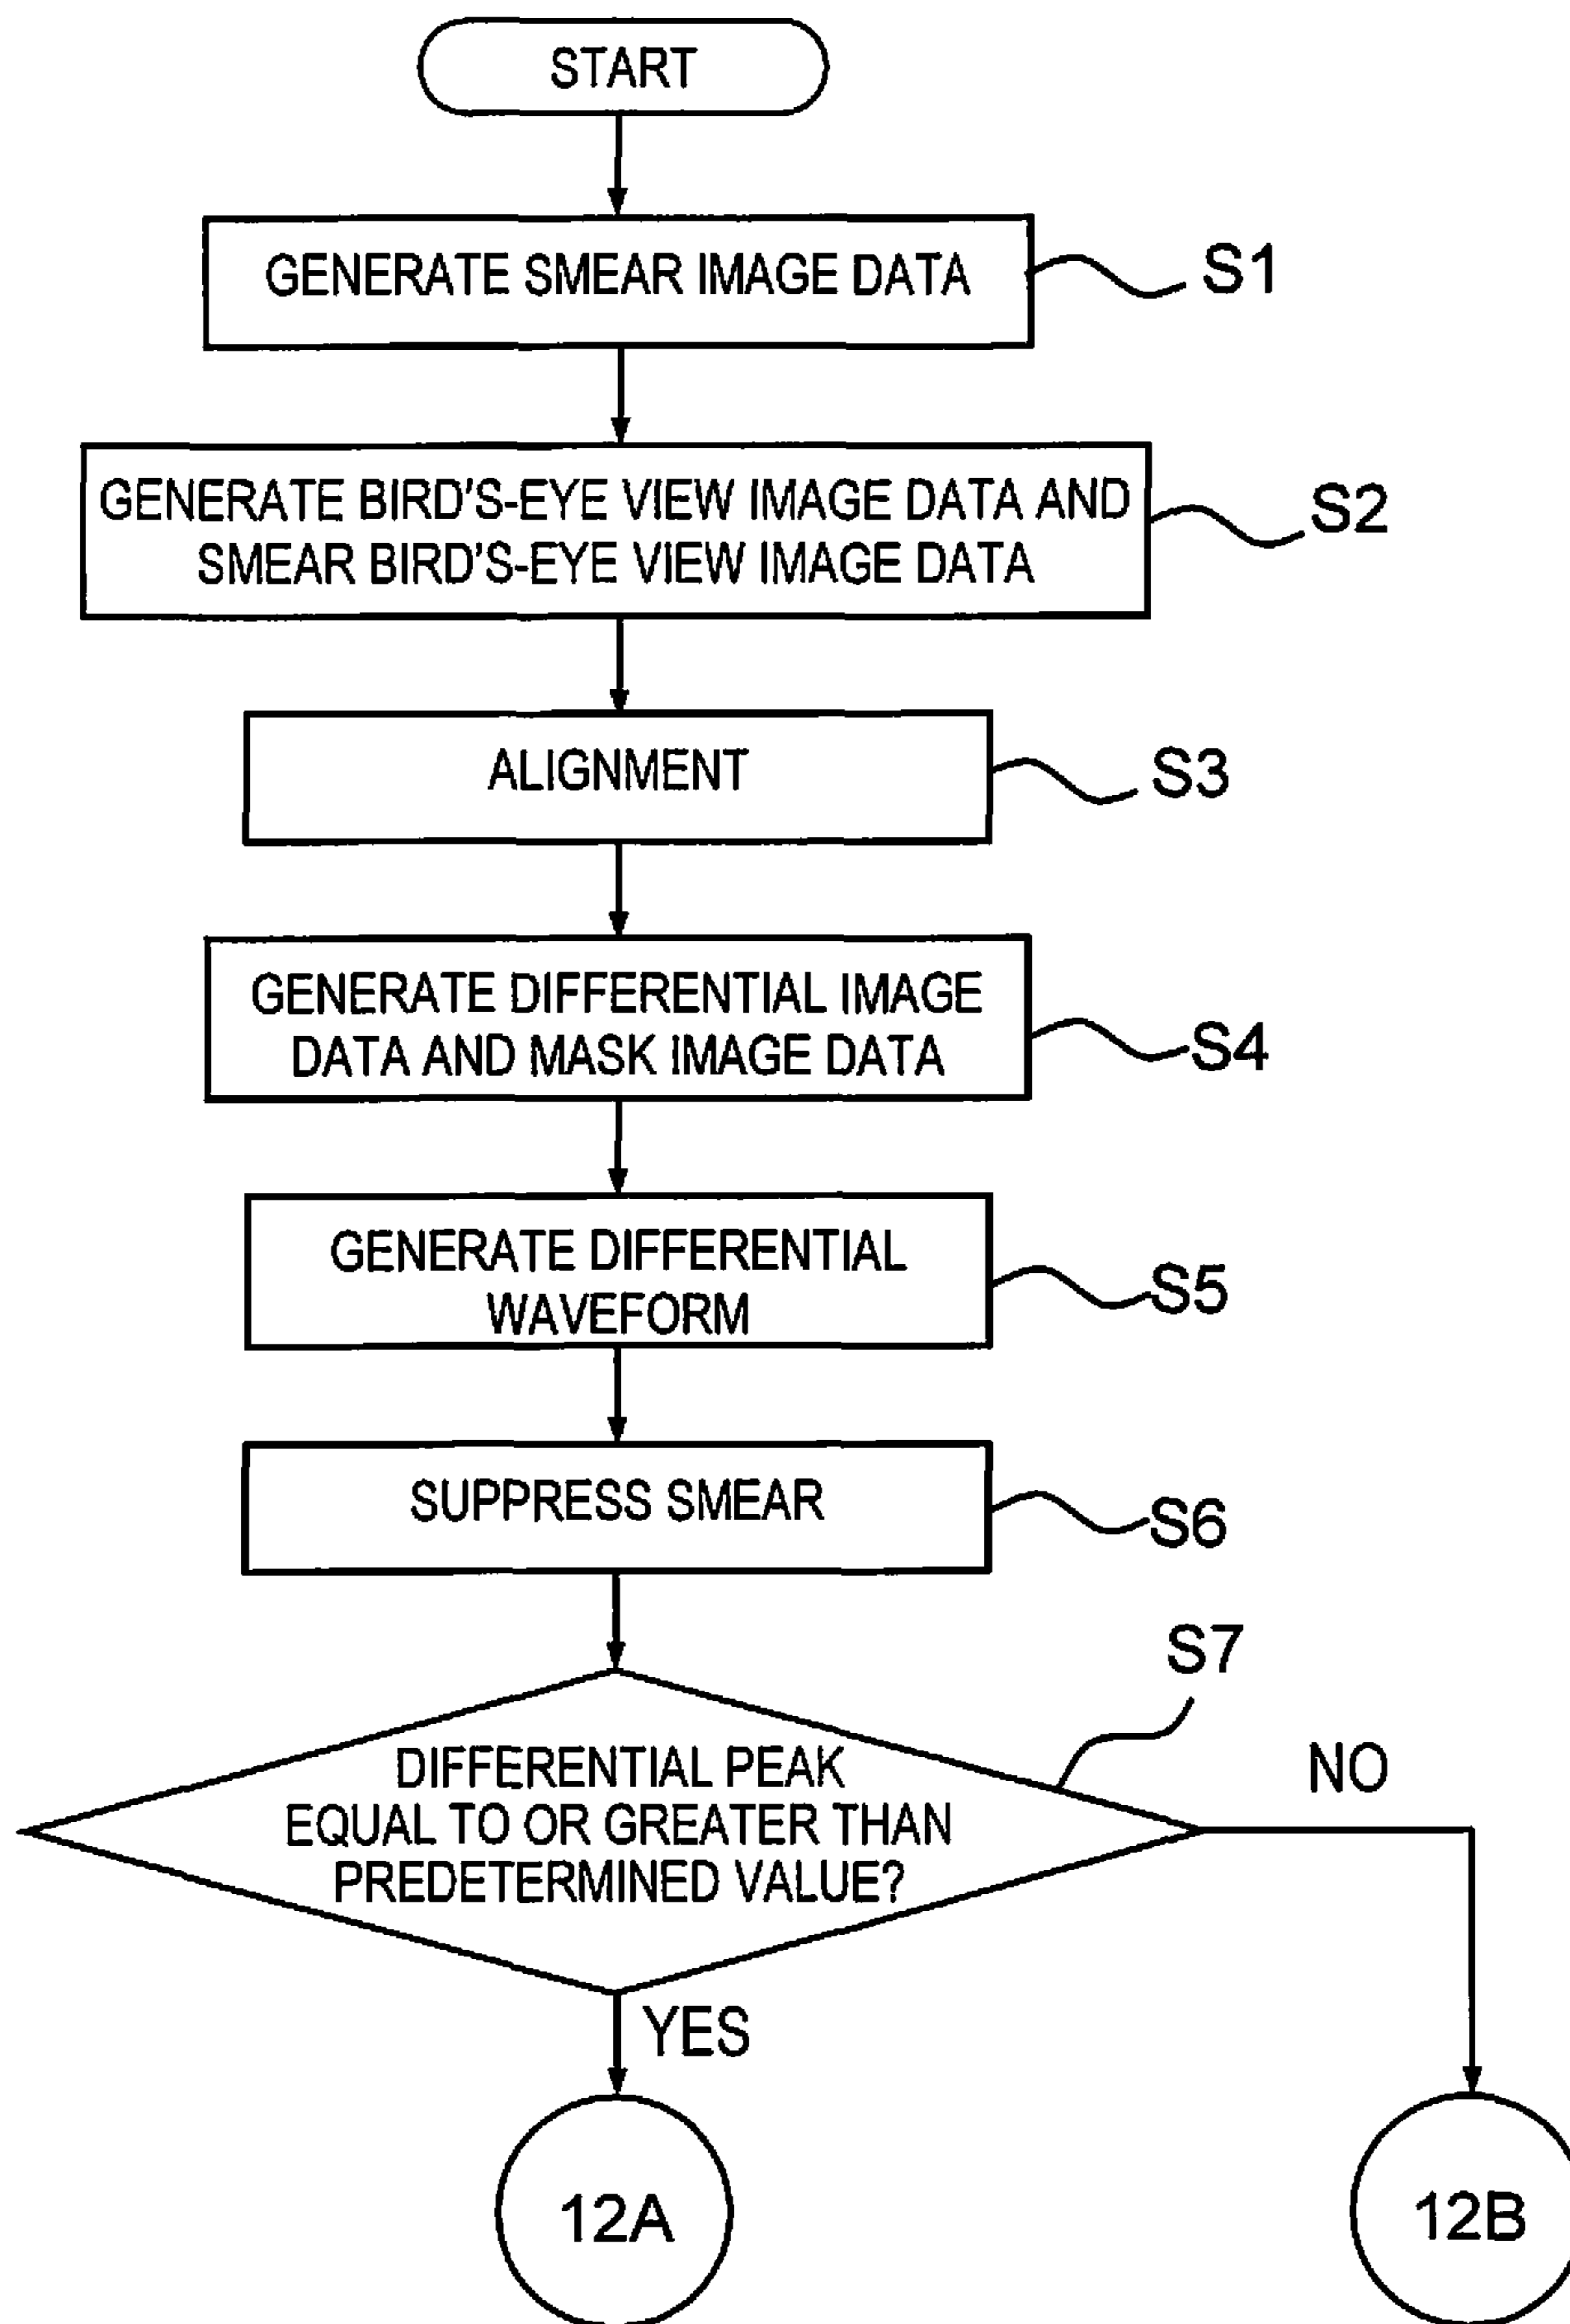 START
GENERATE SMEAR IMAGE DATA
S1
GENERATE BIRD'S-EYE VIEW IMAGE DATA AND
SMEAR BIRD'S-EYE VIEW IMAGE DATA
S2
ALIGNMENT
S3
GENERATE DIFFERENTIAL IMAGE
DATA AND MASK IMAGE DATA
S4
GENERATE DIFFERENTIAL
WAVEFORM
S5
SUPPRESS SMEAR
S6
S7
DIFFERENTIAL PEAK
EQUAL TO OR GREATER THAN
PREDETERMINED VALUE?
NO
YES
12A
12B